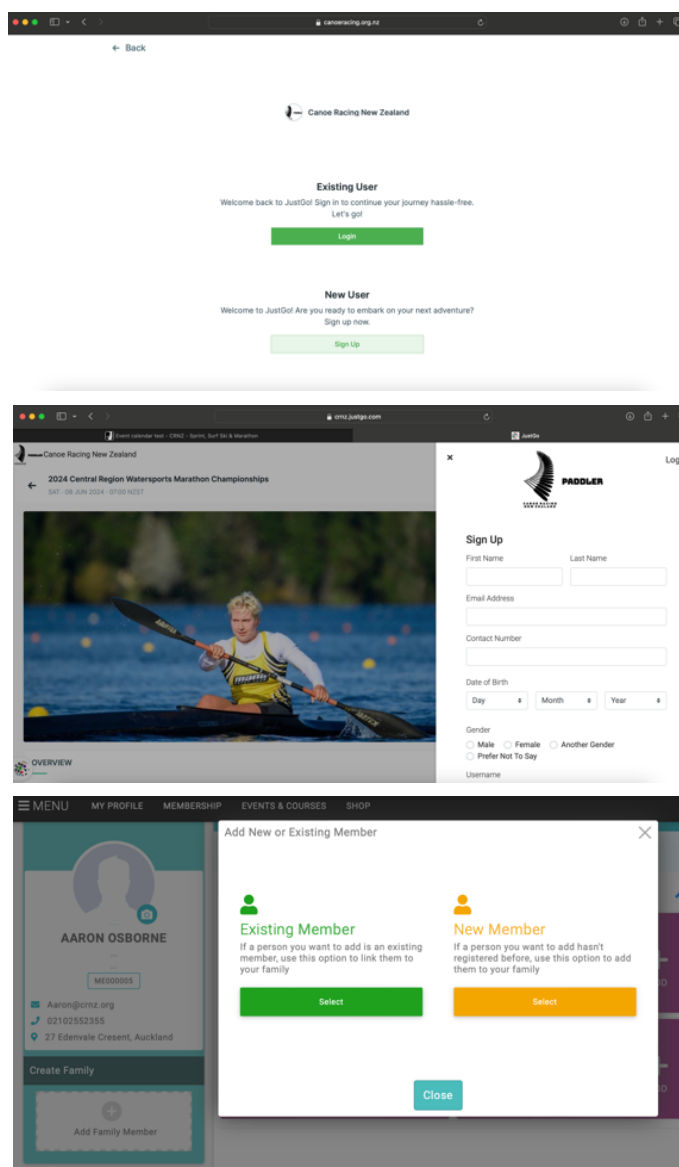 canoeracing.org.nz
← Back
Canoe Racing New Zealand
Existing User
Welcome back to JustGo! Sign in to continue your journey hassle-free.
Let's go!
Login
New User
Welcome to JustGo! Are you ready to embark on your next adventure?
Sign up now.
Sign Up
crnz.justgo.com
Event calendar test - CRNZ - Sprint, Surf Ski & Marathon
JustGo
Canoe Racing New Zealand
2024 Central Region Watersports Marathon Championships
SAT - 08 JUN 2024 - 07:00 NZST
OVERVIEW
×
Log
PADDLER
CANOE RACING
NEW ZEALAND
Sign Up
First Name Last Name
Email Address
Contact Number
Date of Birth
Day Month Year
Gender
Male Female Another Gender
Prefer Not To Say
Username
MENU MY PROFILE MEMBERSHIP EVENTS & COURSES SHOP
AARON OSBORNE
...
...
ME000005
Aaron@crnz.org
02102552355
27 Edenvale Cresent, Auckland
Create Family
Add Family Member
Add New or Existing Member
Existing Member
If a person you want to add is an existing
member, use this option to link them to
your family
Select
New Member
If a person you want to add hasn't
registered before, use this option to add
them to your family
Select
Close